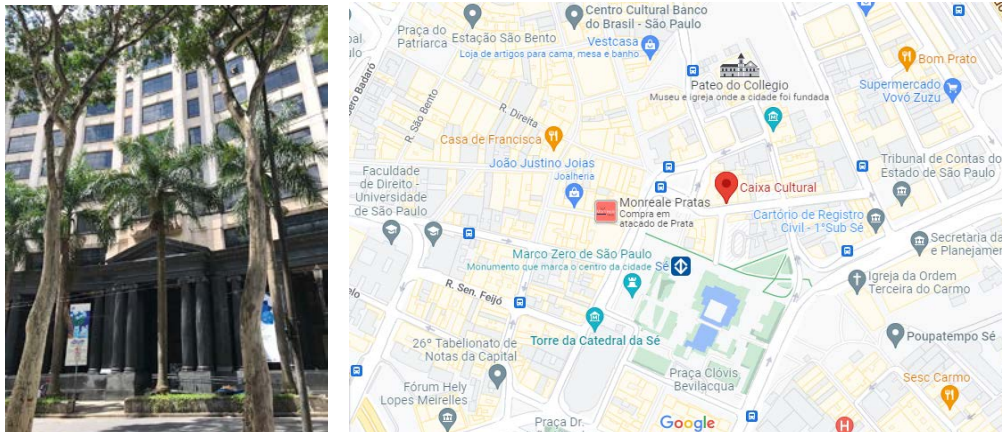 Centro Cultural Banco
do Brasil - São Paulo
Praça do
Patriarca
Estação São Bento
Vestcasa
Loja de artigos para cama, mesa e banho
Bom Prato
Pateo do Collegio
Museu e igreja onde a cidade foi fundada
Supermercado
Vovó Zuzu
R. São Bento
R. Direita
Casa de Francisca
João Justino Joias
Joalheria
Faculdade
de Direito -
Universidade
de São Paulo
Tribunal de Contas do
Estado de São Paulo
Caixa Cultural
Monreale Pratas
Compra em
atacado de Prata
Cartório de Registro
Civil - 1°Sub Sé
Secretaria da
e Planejamen
Marco Zero de São Paulo
Monumento que marca o centro da cidade
Sé
Igreja da Ordem
Terceira do Carmo
R. Sen. Feijó
Torre da Catedral da Sé
26º Tabelionato de
Notas da Capital
Poupatempo Sé
Praça Clóvis
Bevilacqua
Fórum Hely
Lopes Meirelles
Sesc Carmo
Praça Dr.
Google
H